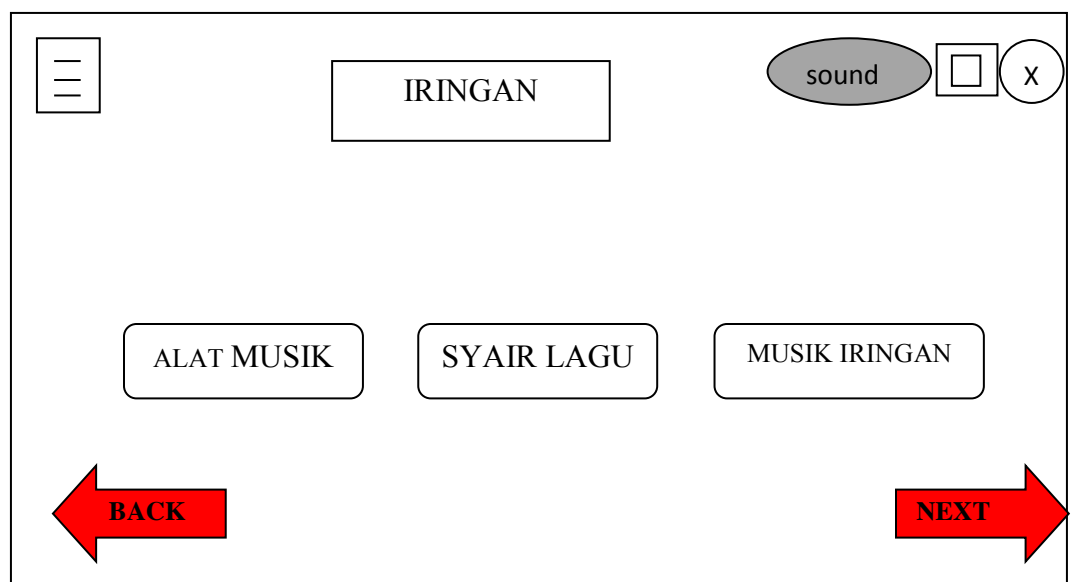 IRINGAN
sound
x
ALAT MUSIK
SYAIR LAGU
MUSIK IRINGAN
BACK
NEXT